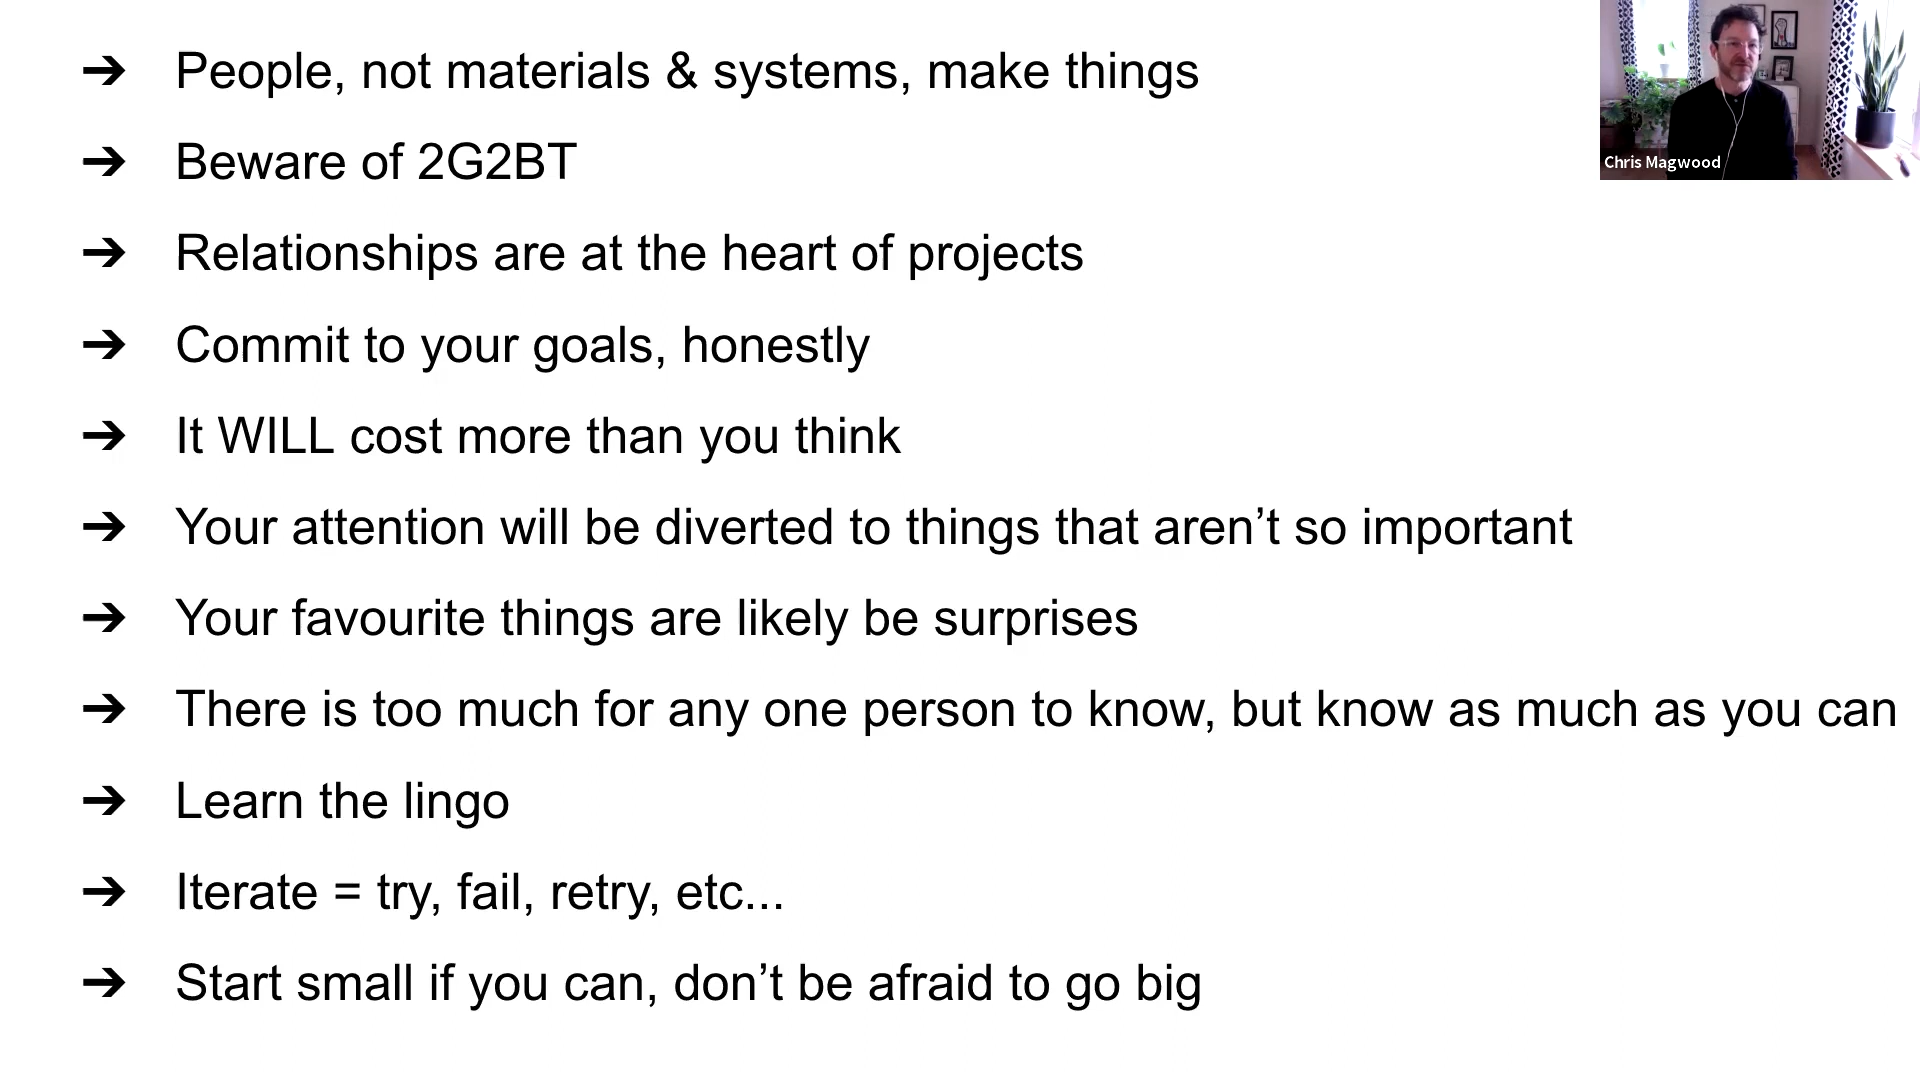 ➔ People, not materials & systems, make things
➔ Beware of 2G2BT
➔ Relationships are at the heart of projects
➔ Commit to your goals, honestly
➔ It WILL cost more than you think
➔ Your attention will be diverted to things that aren’t so important
➔ Your favourite things are likely be surprises
➔ There is too much for any one person to know, but know as much as you can
➔ Learn the lingo
➔ Iterate = try, fail, retry, etc...
➔ Start small if you can, don’t be afraid to go big
Chris Magwood